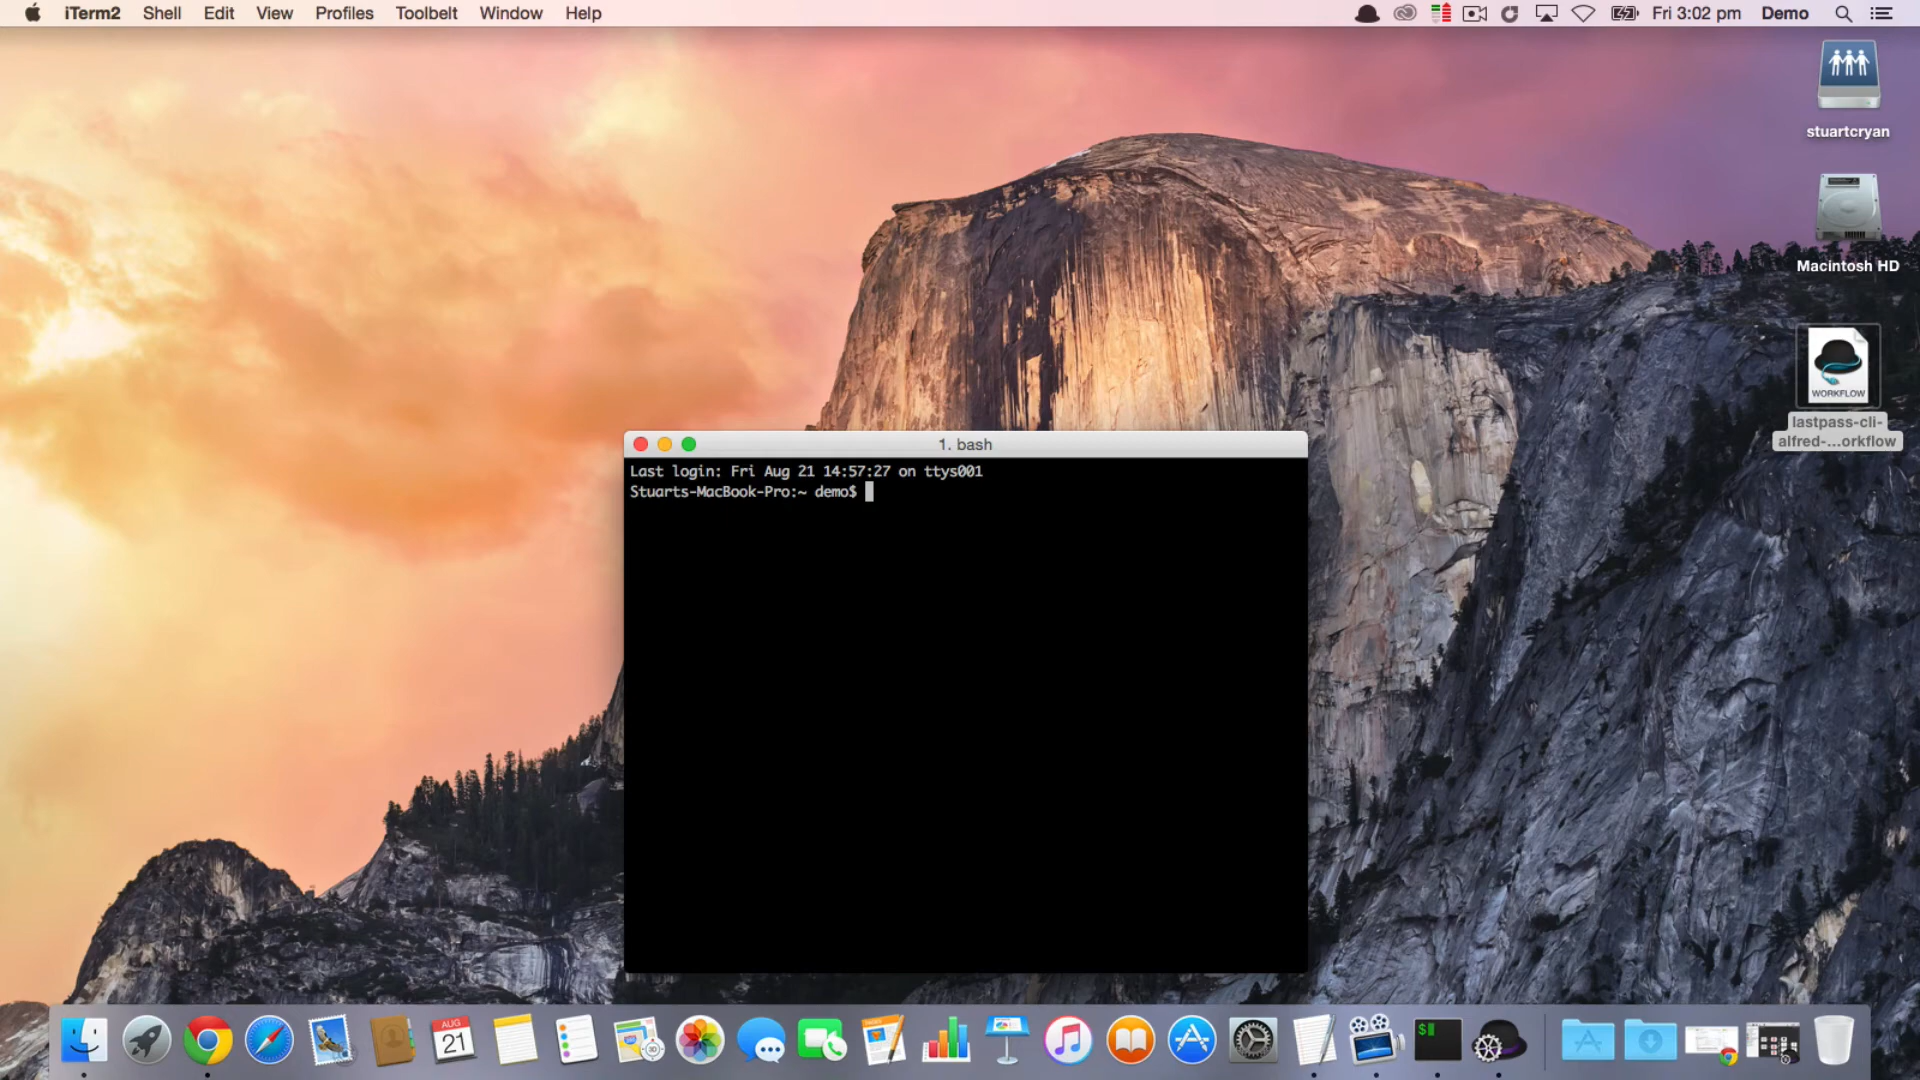 iTerm2 Shell Edit View Profiles Toolbelt Window Help Fri 3:02 pm Demo
stuartcryan
Macintosh HD
WORKFLOW
lastpass-cli-
alfred-...orkflow
1. bash
Last login: Fri Aug 21 14:57:27 on ttys001
Stuarts-MacBook-Pro:~ demo$
AUG
21
PAGES
3D
$